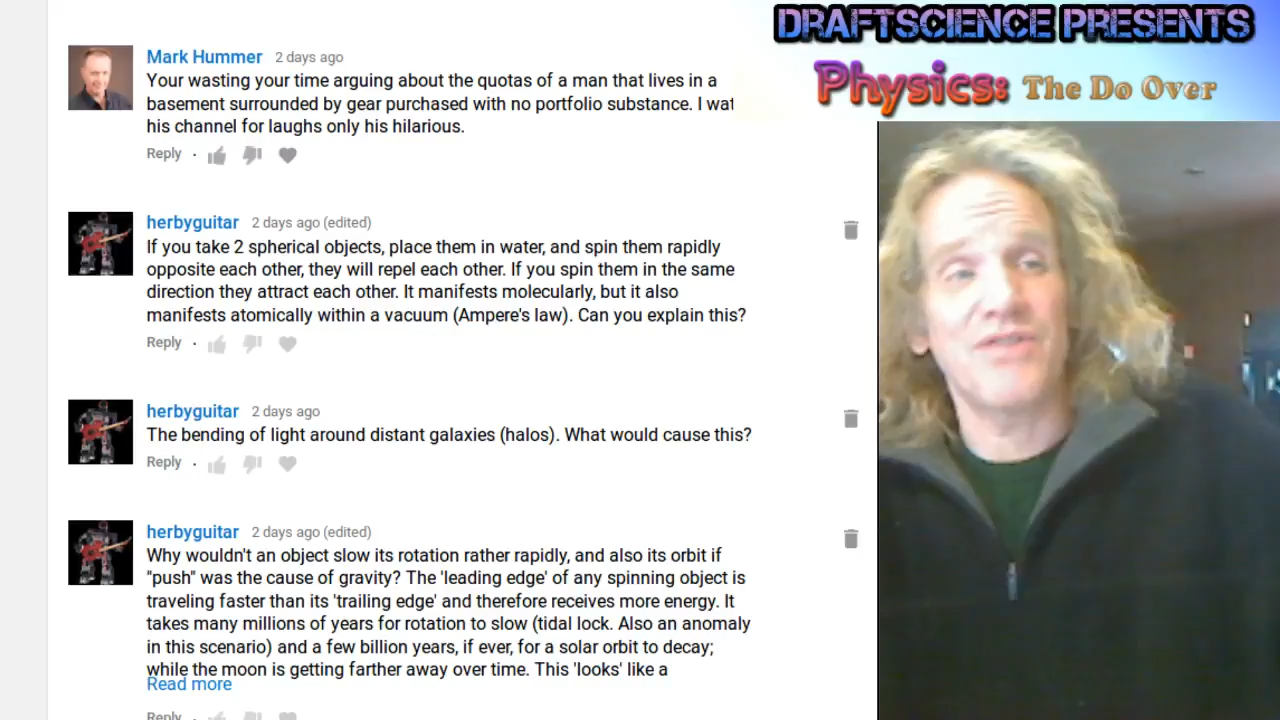 DRAFTSCIENCE PRESENTS
Physics: The Do Over
Mark Hummer 2 days ago
Your wasting your time arguing about the quotas of a man that lives in a
basement surrounded by gear purchased with no portfolio substance. I wat
his channel for laughs only his hilarious.
Reply
herbyguitar 2 days ago (edited)
If you take 2 spherical objects, place them in water, and spin them rapidly
opposite each other, they will repel each other. If you spin them in the same
direction they attract each other. It manifests molecularly, but it also
manifests atomically within a vacuum (Ampere's law). Can you explain this?
Reply
herbyguitar 2 days ago
The bending of light around distant galaxies (halos). What would cause this?
Reply
herbyguitar 2 days ago (edited)
Why wouldn't an object slow its rotation rather rapidly, and also its orbit if
"push" was the cause of gravity? The 'leading edge' of any spinning object is
traveling faster than its 'trailing edge' and therefore receives more energy. It
takes many millions of years for rotation to slow (tidal lock. Also an anomaly
in this scenario) and a few billion years, if ever, for a solar orbit to decay;
while the moon is getting farther away over time. This 'looks' like a
Read more
Reply